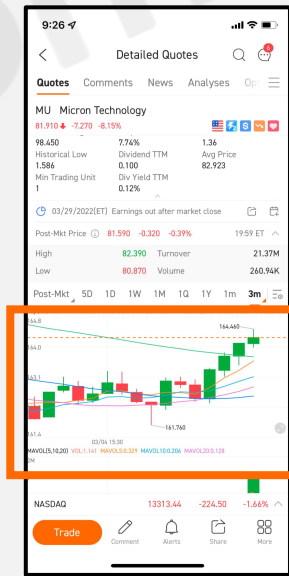 9:26
Detailed Quotes
Quotes Comments News Analyses Op
MU Micron Technology
81.910 -7.270 -8.15%
98.450 7.74% 1.36
Historical Low Dividend TTM Avg Price
1.586 0.100 82.923
Min Trading Unit Div Yield TTM
1 0.12%
03/29/2022(ET) Earnings out after market close
Post-Mkt Price 81.590 -0.320 -0.39% 19:59 ET
High 82.390 Turnover 21.37M
Low 80.870 Volume 260.94K
Post-Mkt 5D 1D 1W 1M 1Q 1Y 1m 3m
164.8
164.460
164.0
163.1
161.760
161.4
03/04 15:30
MAVOL(5,10,20) VOL:1.141 MAVOL5:0.329 MAVOL10:0.206 MAVOL20:0.128
NASDAQ 13313.44 -224.50 -1.66%
Trade
Comment Alerts Share More